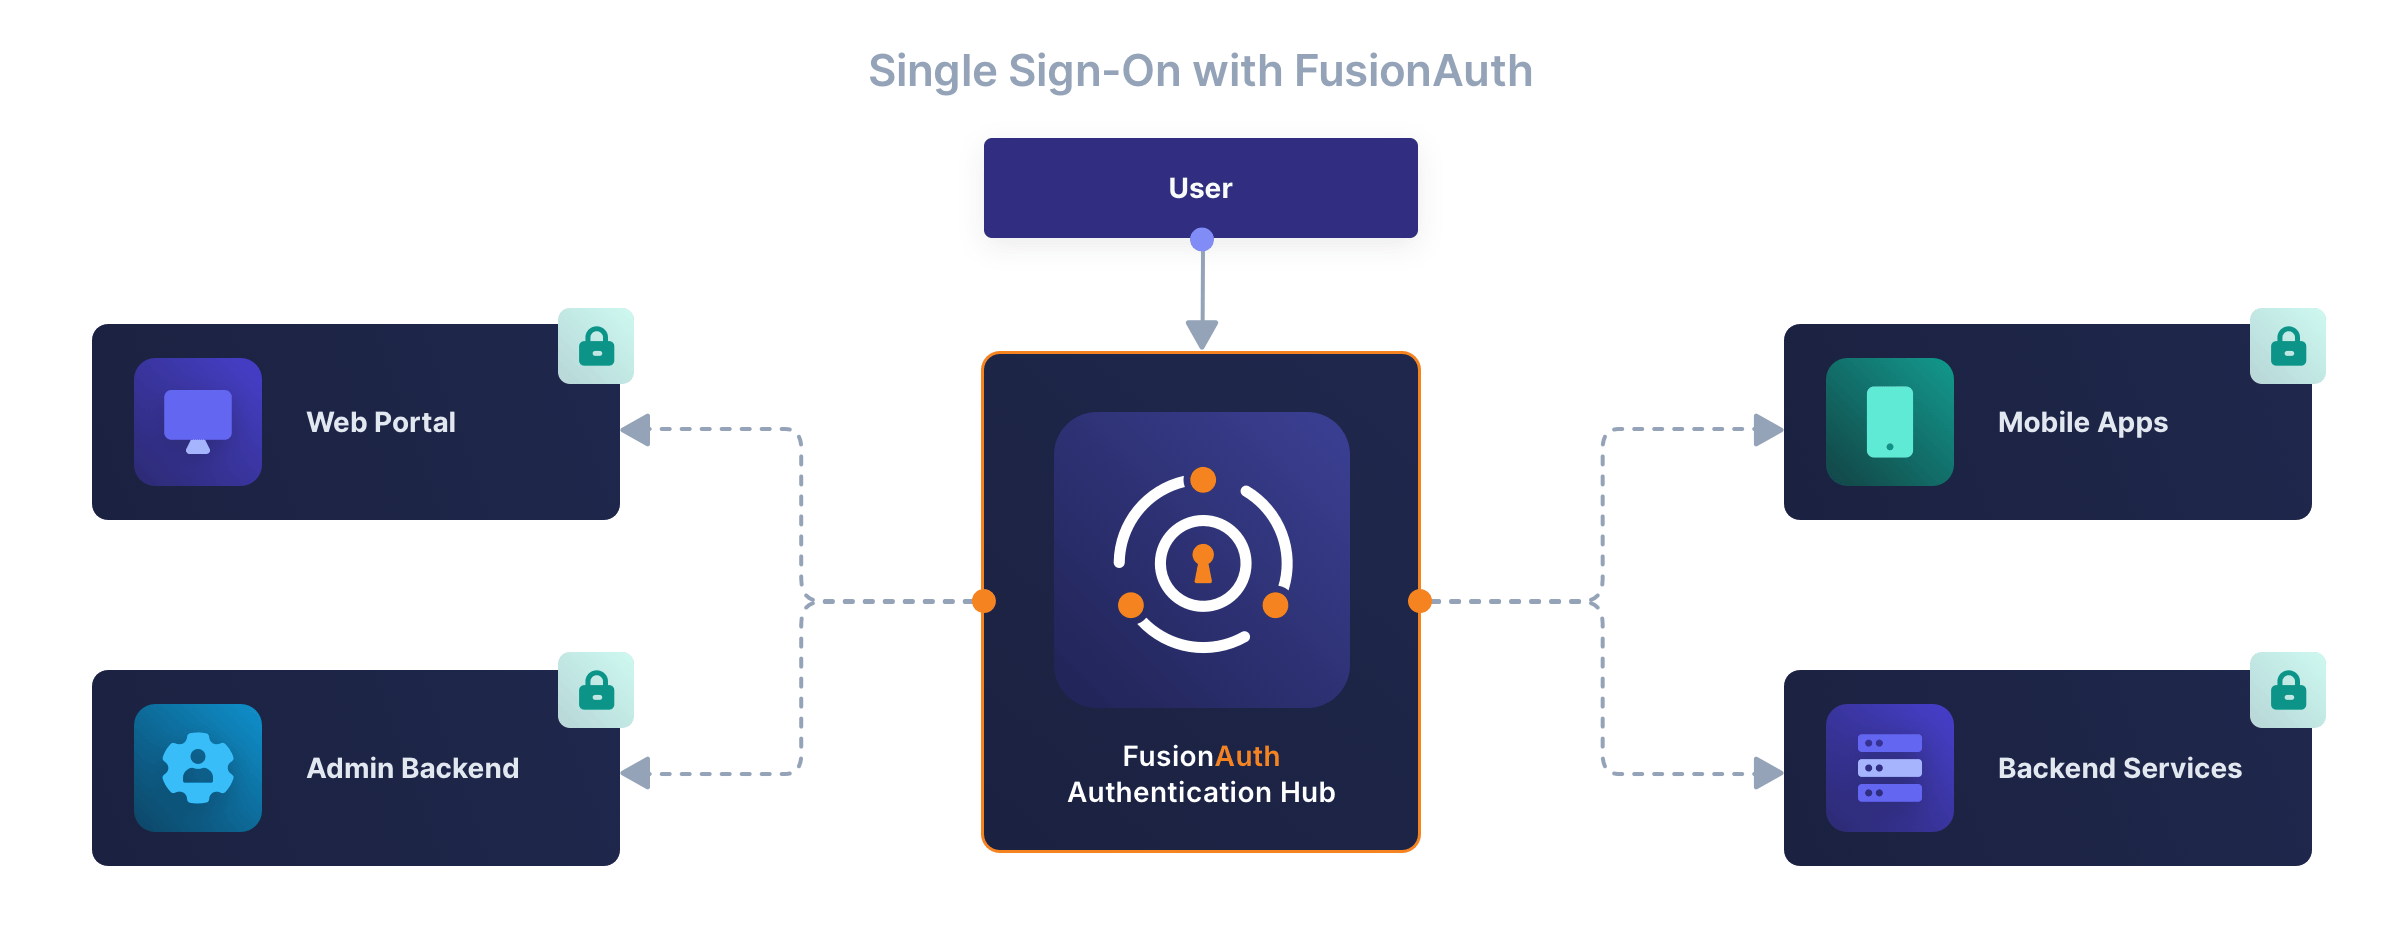 Single Sign-On with FusionAuth
User
Web Portal
Mobile Apps
FusionAuth
Authentication Hub
Admin Backend
Backend Services